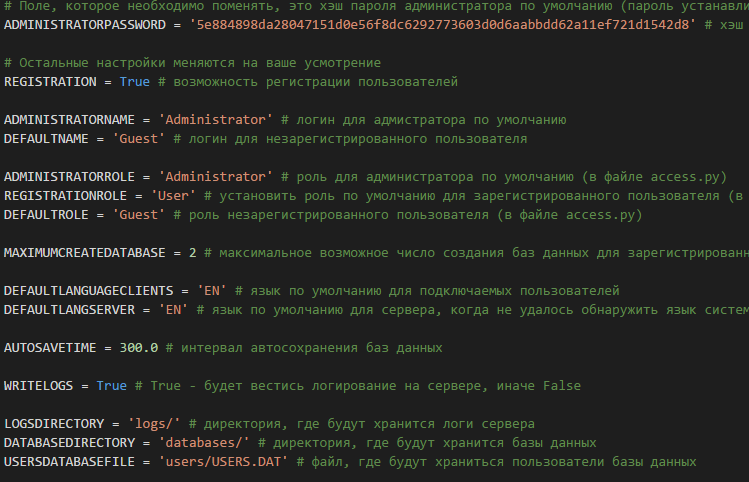 # Поле, которое необходимо поменять, это хэш пароля администратора по умолчанию (пароль
ADMINISTRATORPASSWORD = '5e884898da28047151d0e56f8dc6292773603d0d6aabbdd62a11ef721d1542d8' # хэш
# Остальные настройки меняются на ваше усмотрение
REGISTRATION = True # возможность регистрации пользователей
ADMINISTRATORNAME = 'Administrator' # логин для адмистратора по умолчанию
DEFAULTNAME = 'Guest' # логин для незарегистрированного пользователя
ADMINISTRATORROLE = 'Administrator' # роль для администратора по умолчанию (в файле access.py)
REGISTRATIONROLE = 'User' # установить роль по умолчанию для зарегистрированного пользователя (в
DEFAULTROLE = 'Guest' # роль незарегистрированного пользователя (в файле access.py)
MAXIMUMCREATEDATABASE = 2 # максимальное возможное число создания баз данных для
DEFAULTLANGUAGECLIENTS = 'EN' # язык по умолчанию для подключаемых пользователей
DEFAULTLANGSERVER = 'EN' # язык по умолчанию для сервера, когда не удалось обнаружить язык
AUTOSAVETIME = 300.0 # интервал автосохранения баз данных
WRITELOGS = True # True - будет вестись логирование на сервере, иначе False
LOGSDIRECTORY = 'logs/' # директория, где будут хранится логи сервера
DATABASEDIRECTORY = 'databases/' # директория, где будут хранится базы данных
USERSDATABASEFILE = 'users/USERS.DAT' # файл, где будут храниться пользователи базы данных